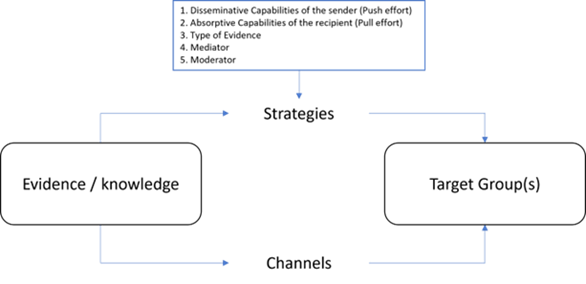 1. Disseminative Capabilities of the sender (Push effort)
2. Absorptive Capabilities of the recipient (Pull effort)
3. Type of Evidence
4. Mediator
5. Moderator
Strategies
Evidence / knowledge
Target Group(s)
Channels